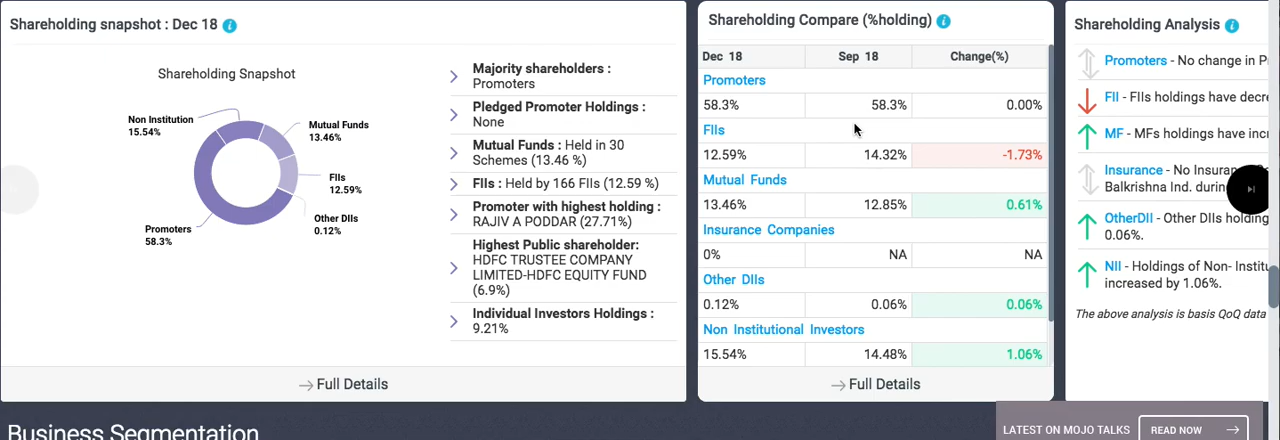 Shareholding snapshot : Dec 18
Shareholding Snapshot
Non Institution
15.54%
Mutual Funds
13.46%
FIIs
12.59%
Other DIIs
0.12%
Promoters
58.3%
Majority shareholders :
Promoters
Pledged Promoter Holdings :
None
Mutual Funds : Held in 30
Schemes (13.46 %)
FIIs : Held by 166 FIIs (12.59 %)
Promoter with highest holding :
RAJIV A PODDAR (27.71%)
Highest Public shareholder:
HDFC TRUSTEE COMPANY
LIMITED-HDFC EQUITY FUND
(6.9%)
Individual Investors Holdings :
9.21%
→ Full Details
Shareholding Compare (%holding)
Dec 18 Sep 18 Change(%)
Promoters
58.3% 58.3% 0.00%
FIIs
12.59% 14.32% -1.73%
Mutual Funds
13.46% 12.85% 0.61%
Insurance Companies
0% NA NA
Other DIIs
0.12% 0.06% 0.06%
Non Institutional Investors
15.54% 14.48% 1.06%
→ Full Details
Shareholding Analysis
Promoters - No change in P
FII - FIIs holdings have decre
MF - MFs holdings have incr
Insurance - No Insuran
Balkrishna Ind. durin
OtherDII - Other DIIs holding
0.06%.
NII - Holdings of Non- Institu
increased by 1.06%.
The above analysis is basis QoQ data
Business Segmentation
LATEST ON MOJO TALKS
READ NOW →